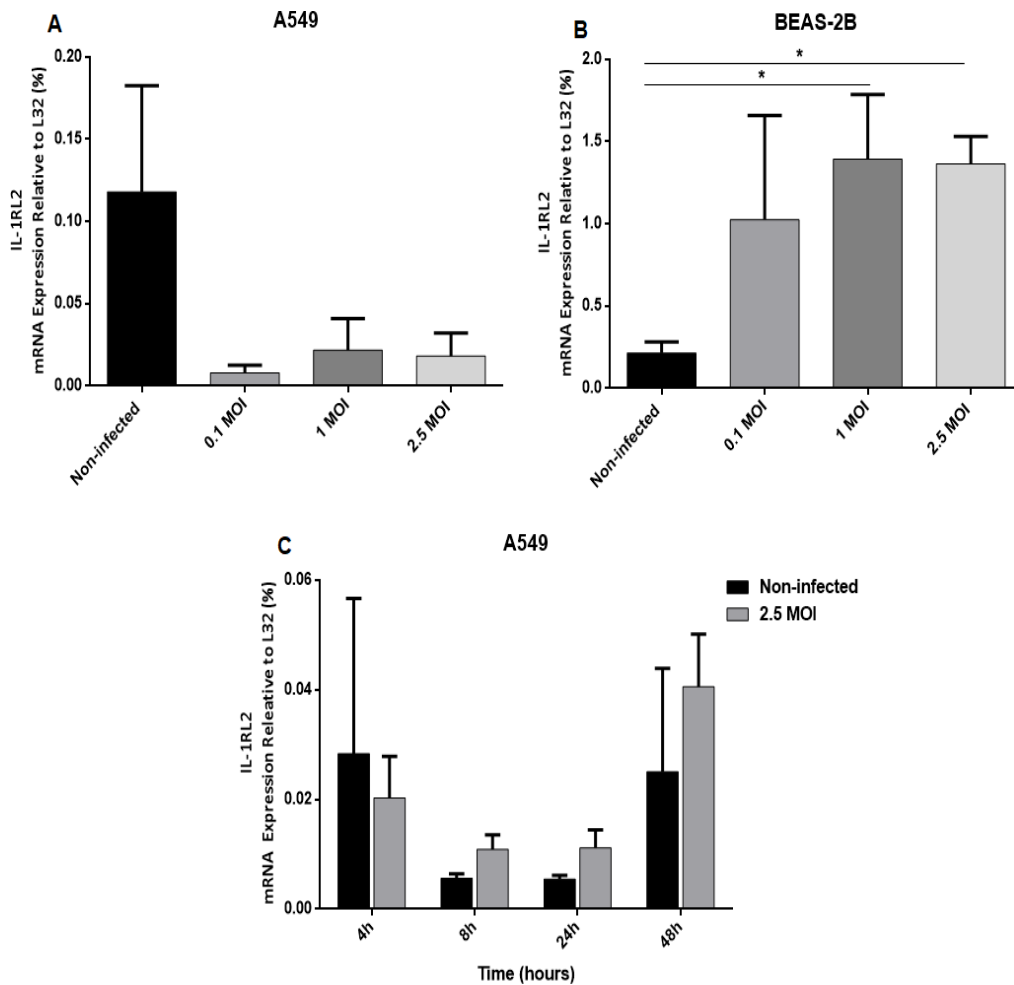 A
A549
IL-1RL2
mRNA Expression Relative to L32 (%)
0.20
0.15
0.10
0.05
0.00
Non-infected
0.1 MOI
1 MOI
2.5 MOI
B
BEAS-2B
IL-1RL2
mRNA Expression Relative to L32 (%)
2.0
1.5
1.0
0.5
0.0
*
*
Non-infected
0.1 MOI
1 MOI
2.5 MOI
C
A549
IL-1RL2
mRNA Expression Releative to L32 (%)
0.06
0.04
0.02
0.00
Non-infected
2.5 MOI
4h
8h
24h
48h
Time (hours)